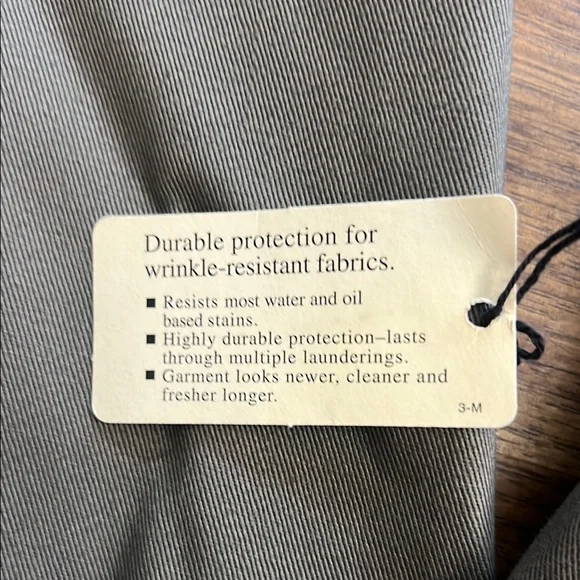 Durable protection for
wrinkle-resistant fabrics.
■ Resists most water and oil
based stains.
■ Highly durable protection–lasts
through multiple launderings.
■ Garment looks newer, cleaner and
fresher longer.
3-M